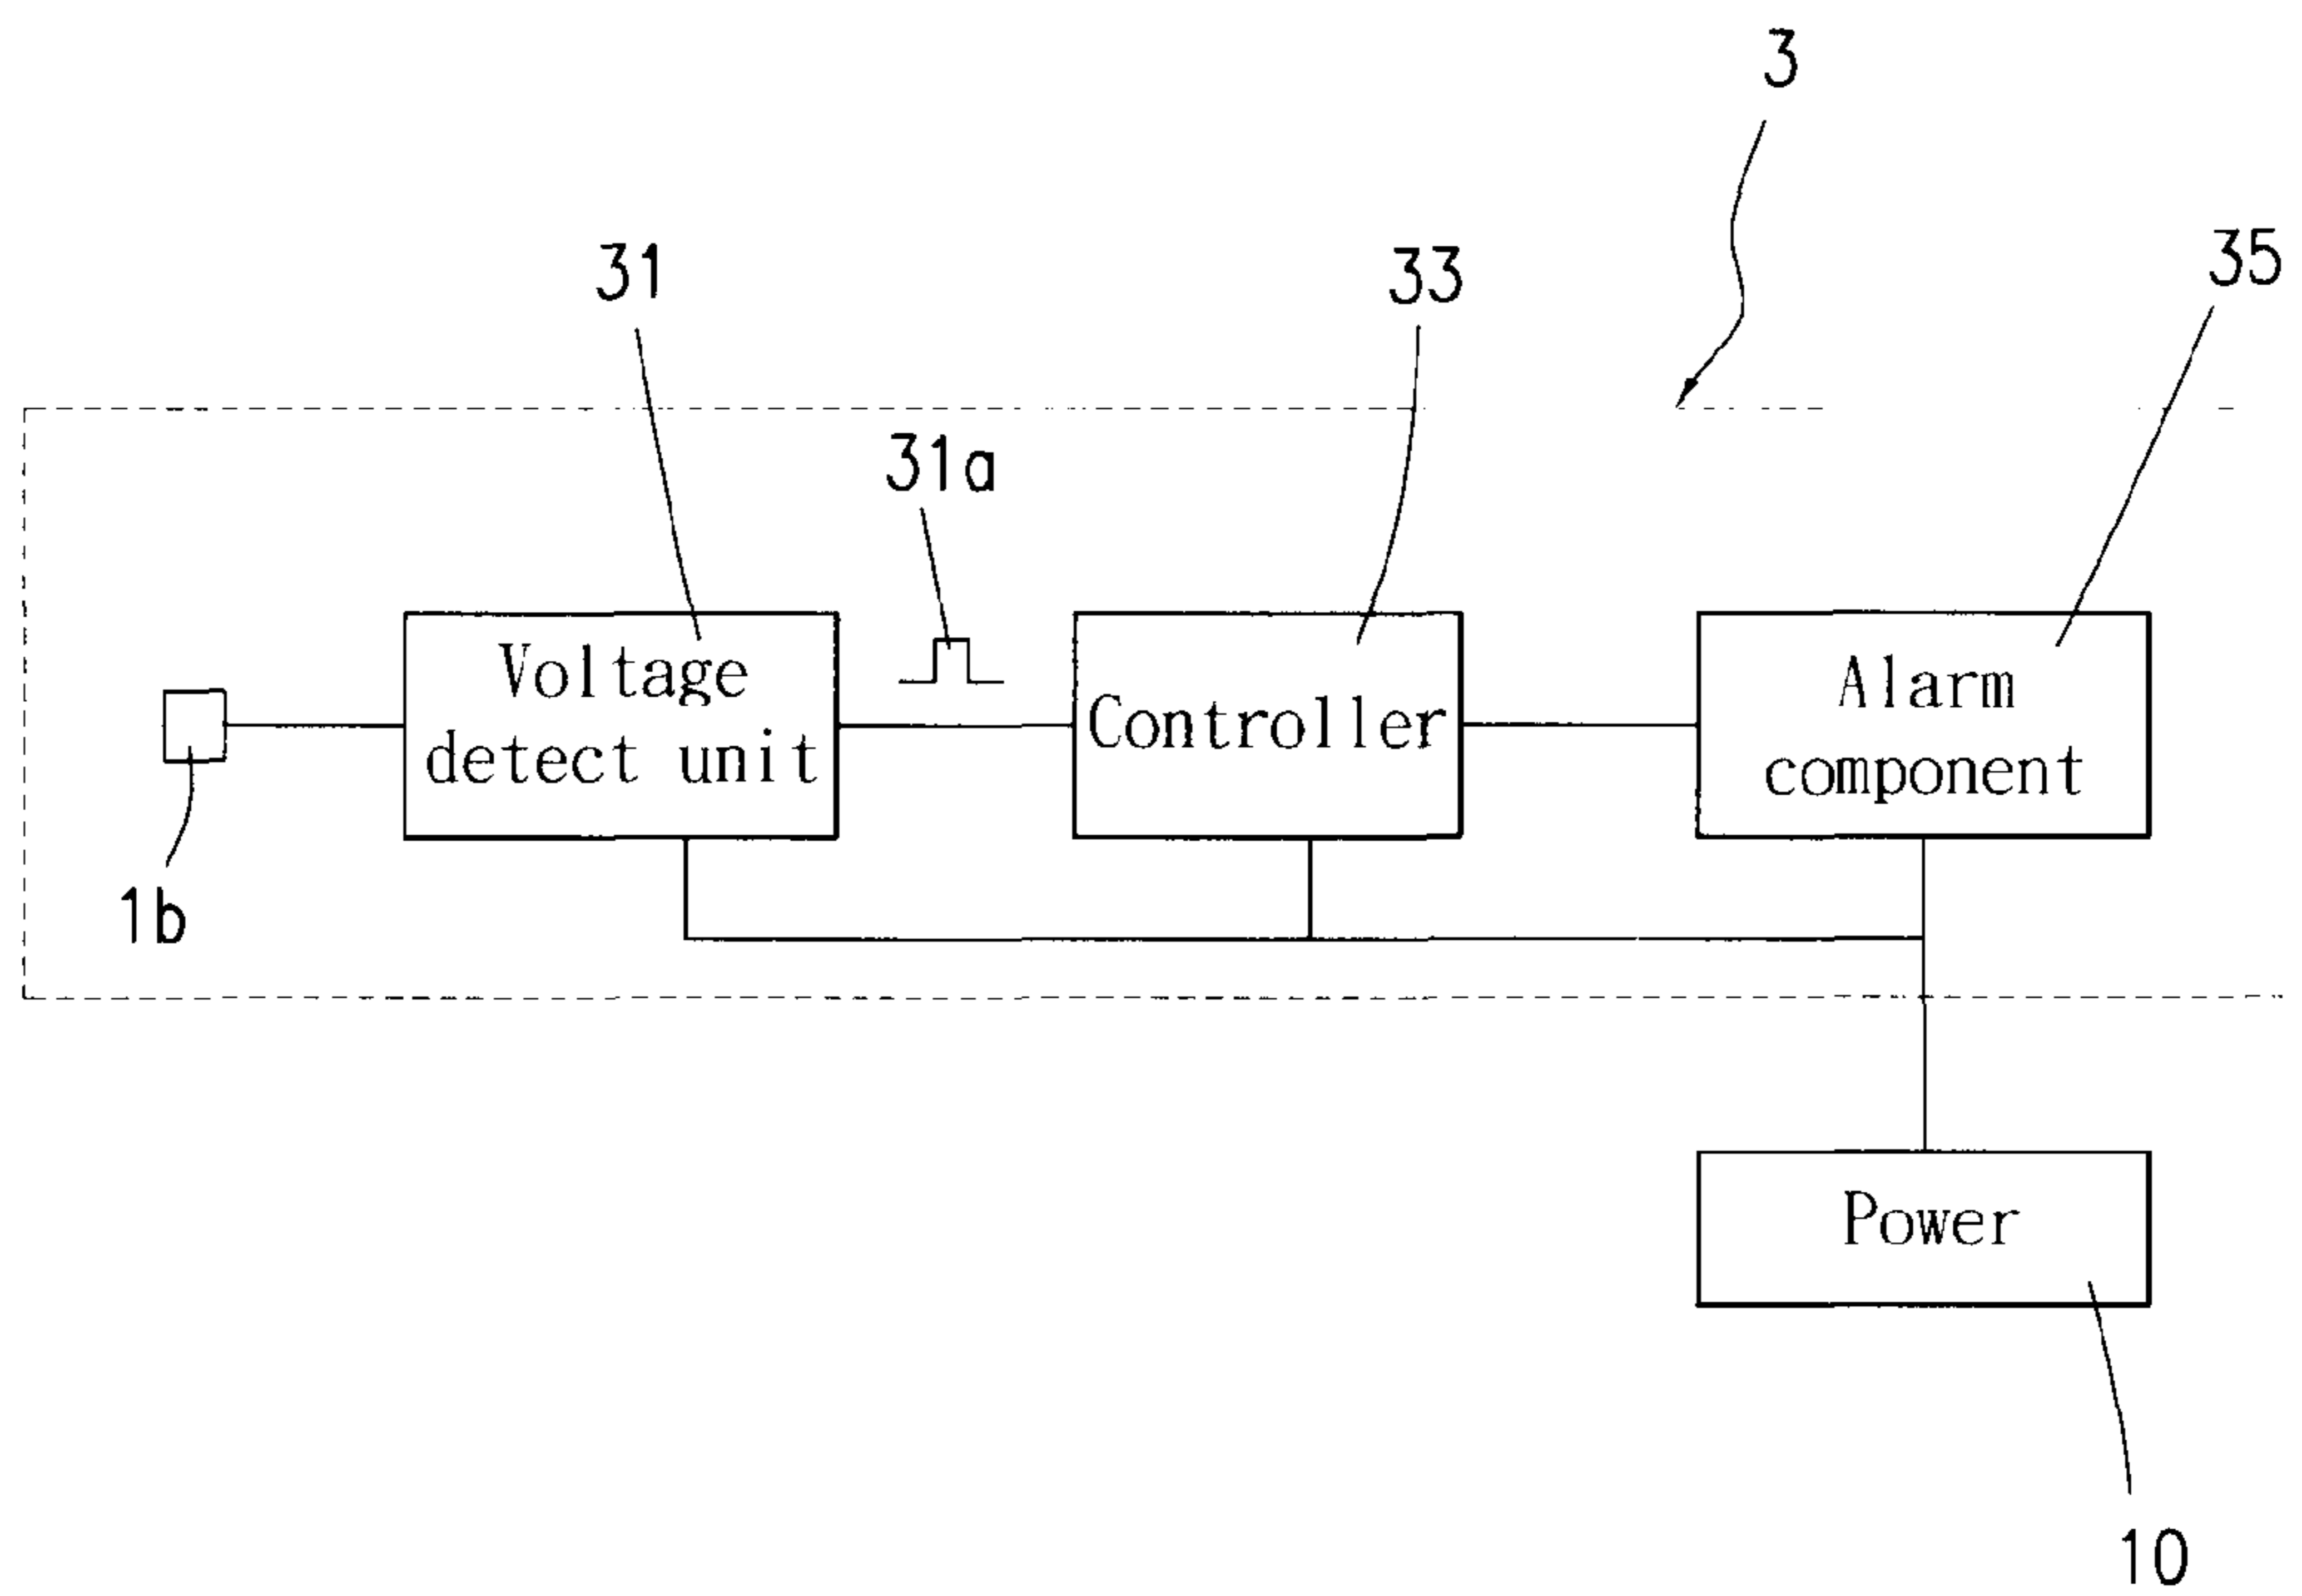 3
31
33
35
31a
Voltage
detect unit
Controller
Alarm
component
1b
Power
10